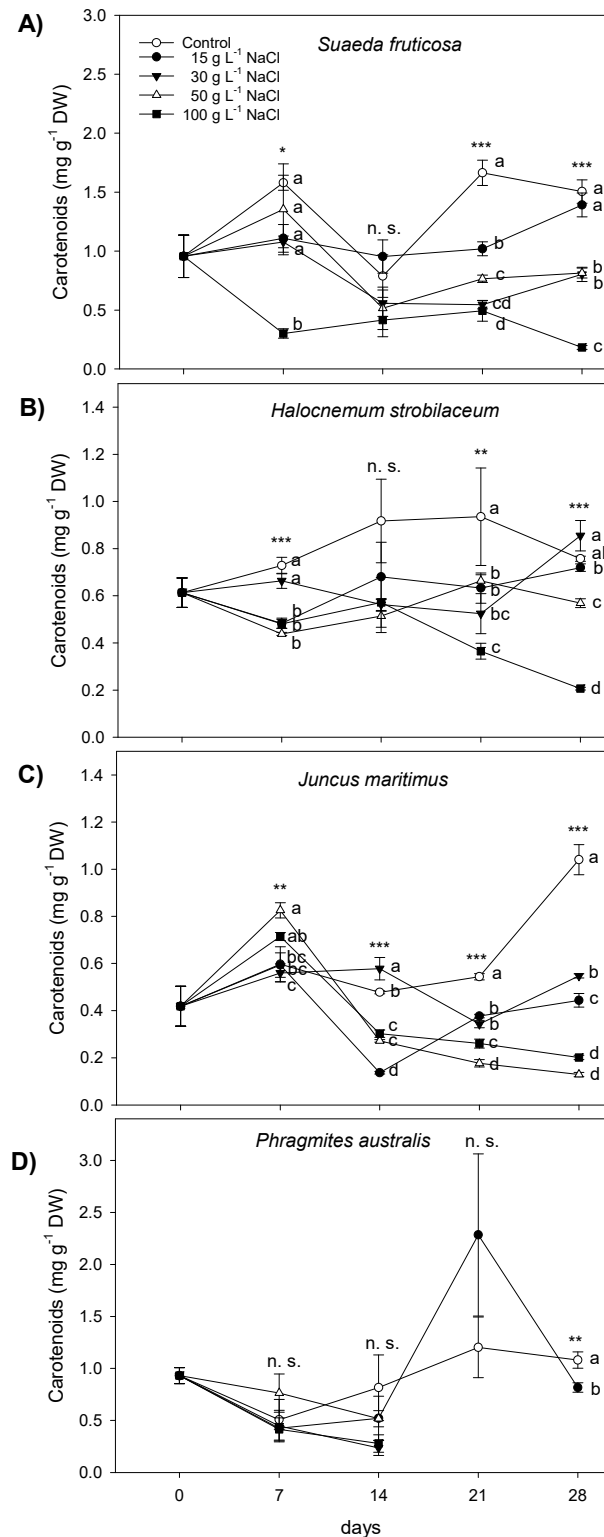 A)
Suaeda fruticosa
Control
15 g L⁻¹ NaCl
30 g L⁻¹ NaCl
50 g L⁻¹ NaCl
100 g L⁻¹ NaCl
Carotenoids (mg g⁻¹ DW)
3.0
2.5
2.0
1.5
1.0
0.5
0.0
*
a
a
a
a
b
n. s.
***
a
b
c
cd
d
***
a
a
b
b
c
B)
Halocnemum strobilaceum
Carotenoids (mg g⁻¹ DW)
1.4
1.2
1.0
0.8
0.6
0.4
0.2
0.0
***
a
a
b
b
b
n. s.
**
a
b
b
bc
c
***
a
ab
b
c
d
C)
Juncus maritimus
Carotenoids (mg g⁻¹ DW)
1.4
1.2
1.0
0.8
0.6
0.4
0.2
0.0
**
a
ab
bc
bc
c
***
a
b
c
c
d
***
a
b
b
c
d
***
a
b
c
d
d
D)
Phragmites australis
Carotenoids (mg g⁻¹ DW)
3.0
2.5
2.0
1.5
1.0
0.5
0.0
n. s.
n. s.
n. s.
**
a
b
0
7
14
21
28
days